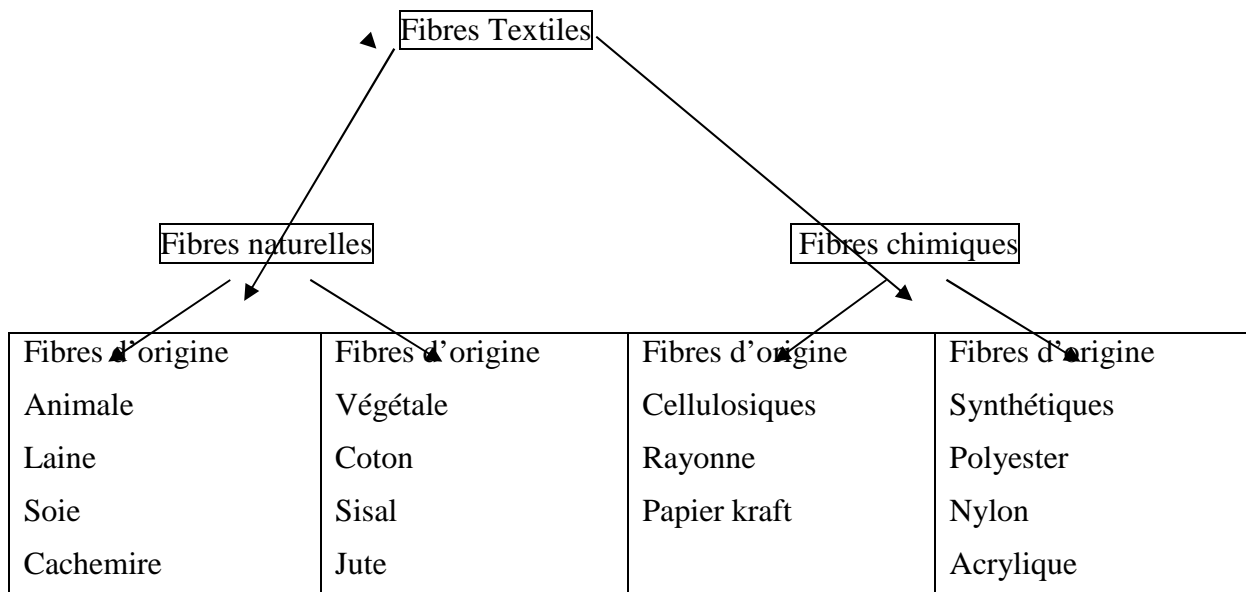 Fibres Textiles
Fibres naturelles
Fibres chimiques
Fibres d’origine
Animale
Laine
Soie
Cachemire
Fibres d’origine
Végétale
Coton
Sisal
Jute
Fibres d’origine
Cellulosiques
Rayonne
Papier kraft
Fibres d’origine
Synthétiques
Polyester
Nylon
Acrylique